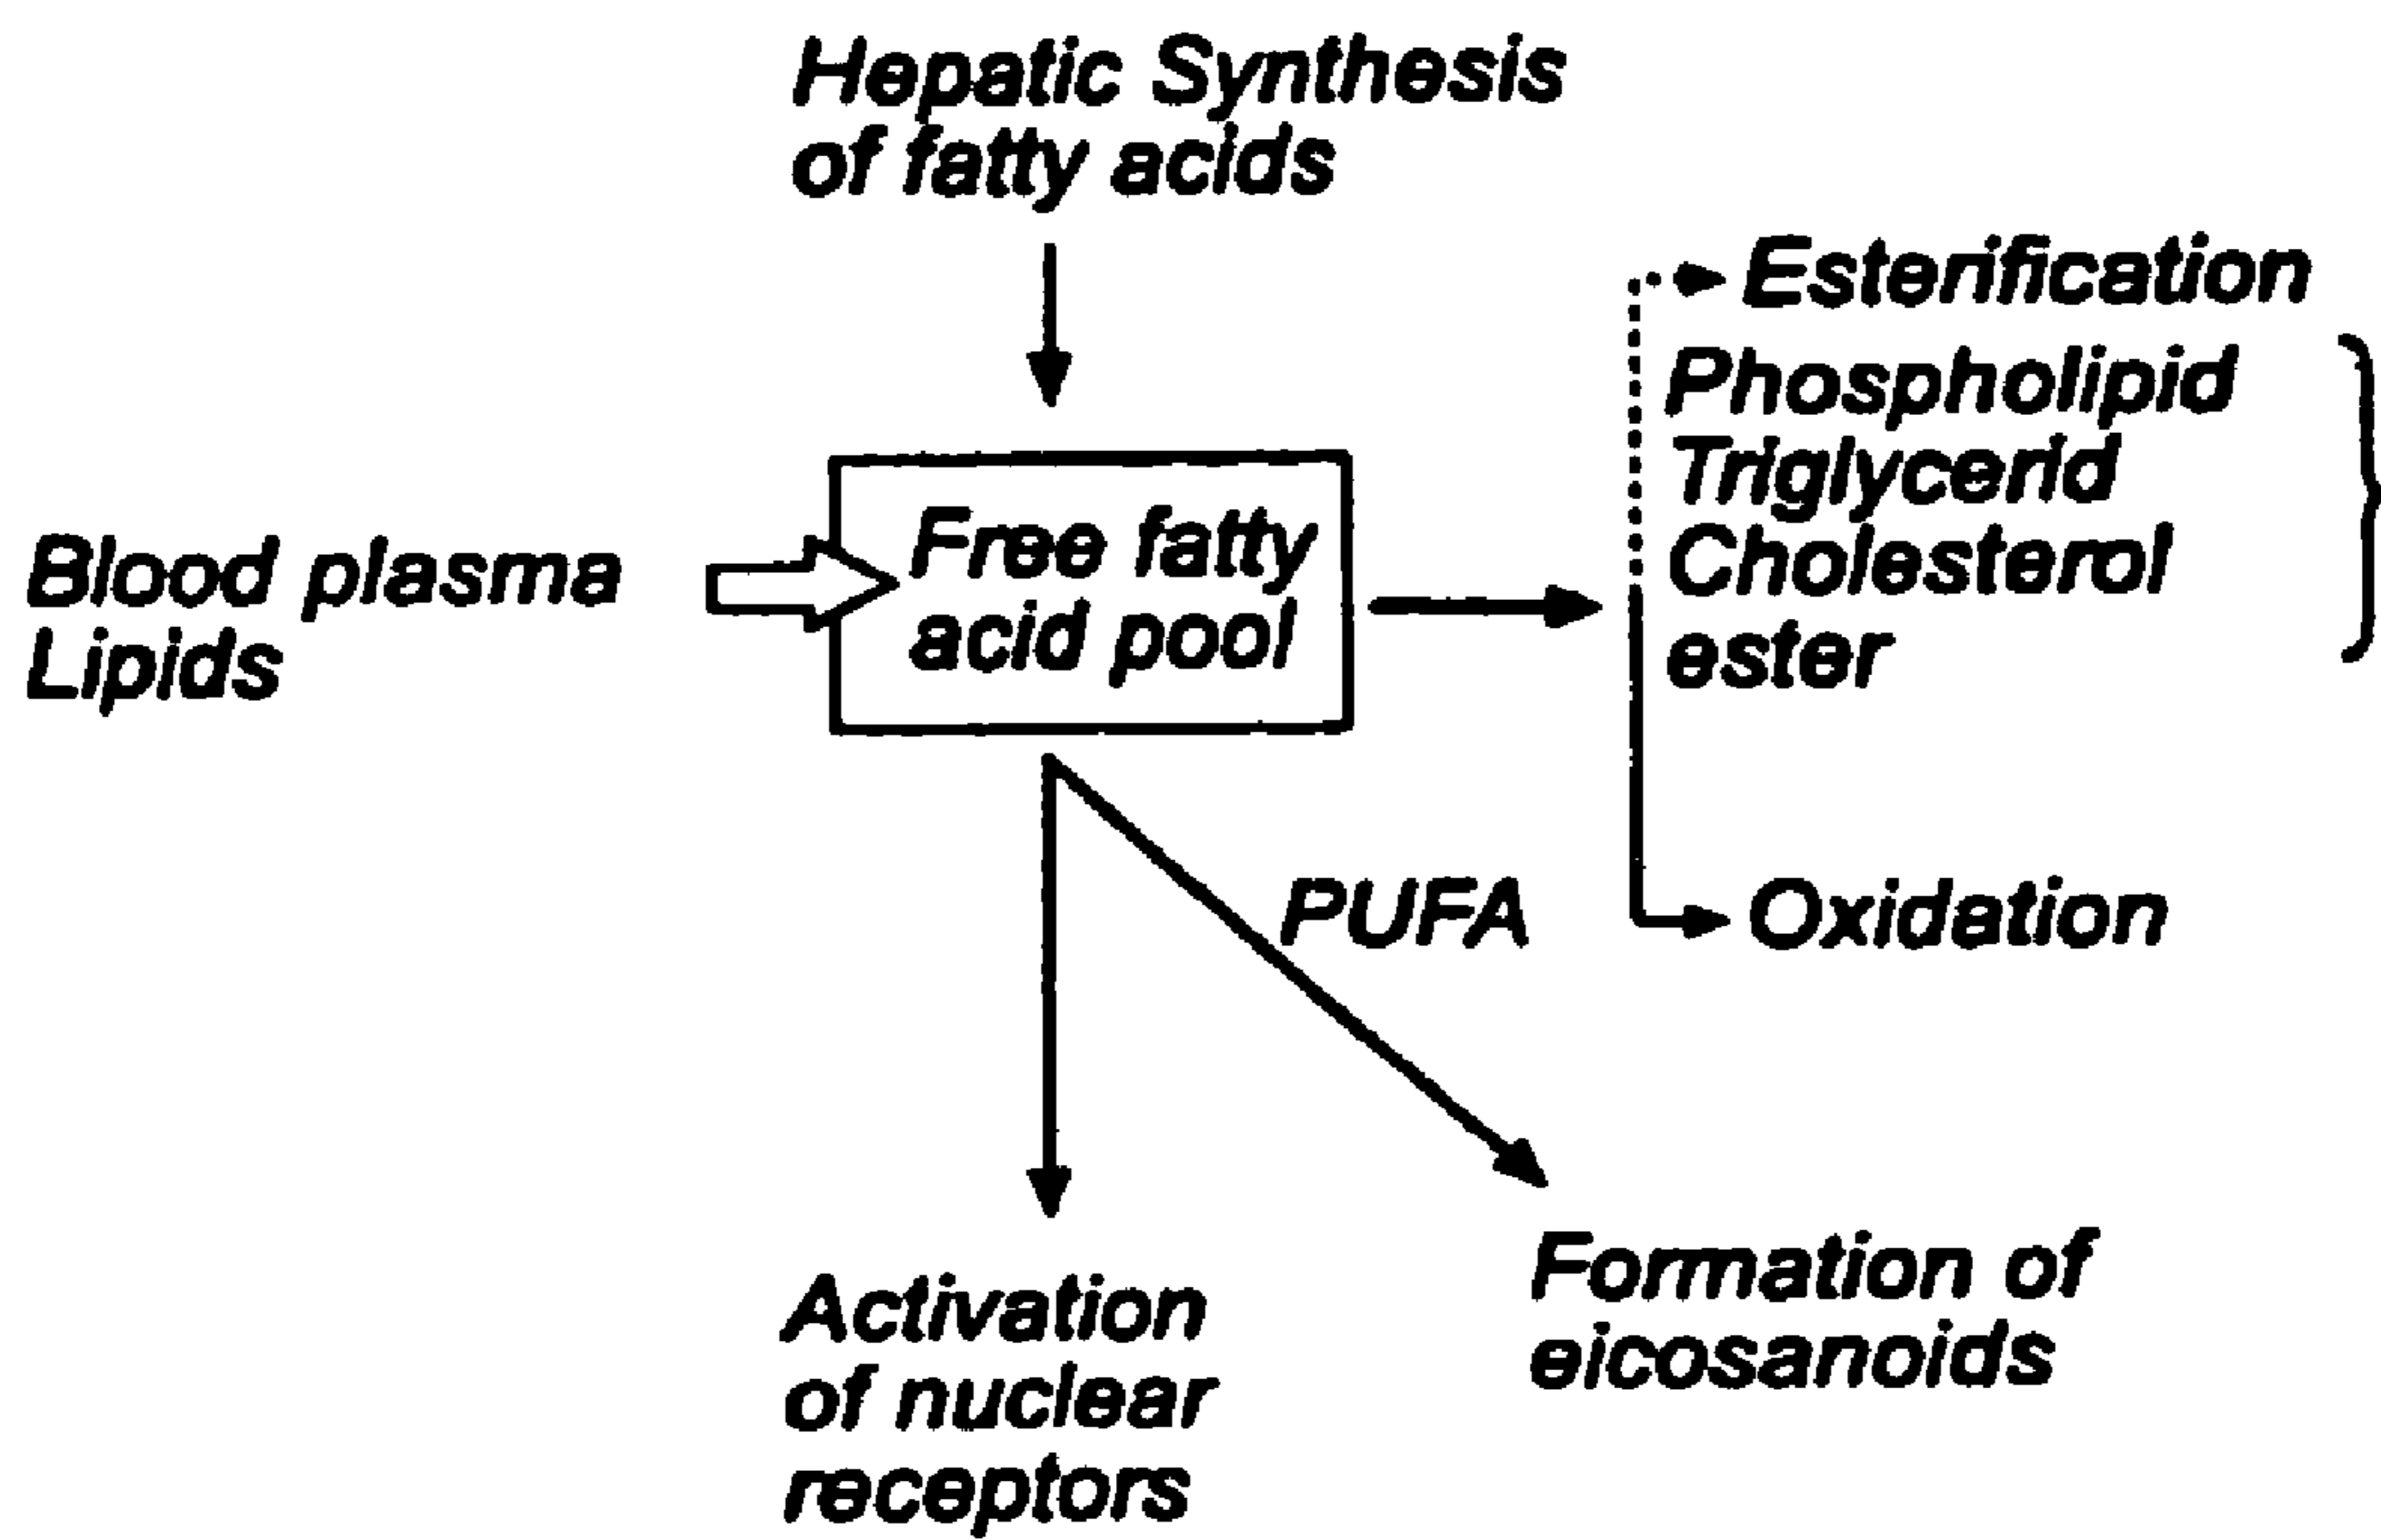 Hepatic Synthesis
of fatty acids
Esterification
Phospholipid
Triglycerid
Cholesterol
ester
Free fatty
acid pool
Blood plasma
Lipids
PUFA
Oxidation
Activation
of nuclear
receptors
Formation of
eicosanoids